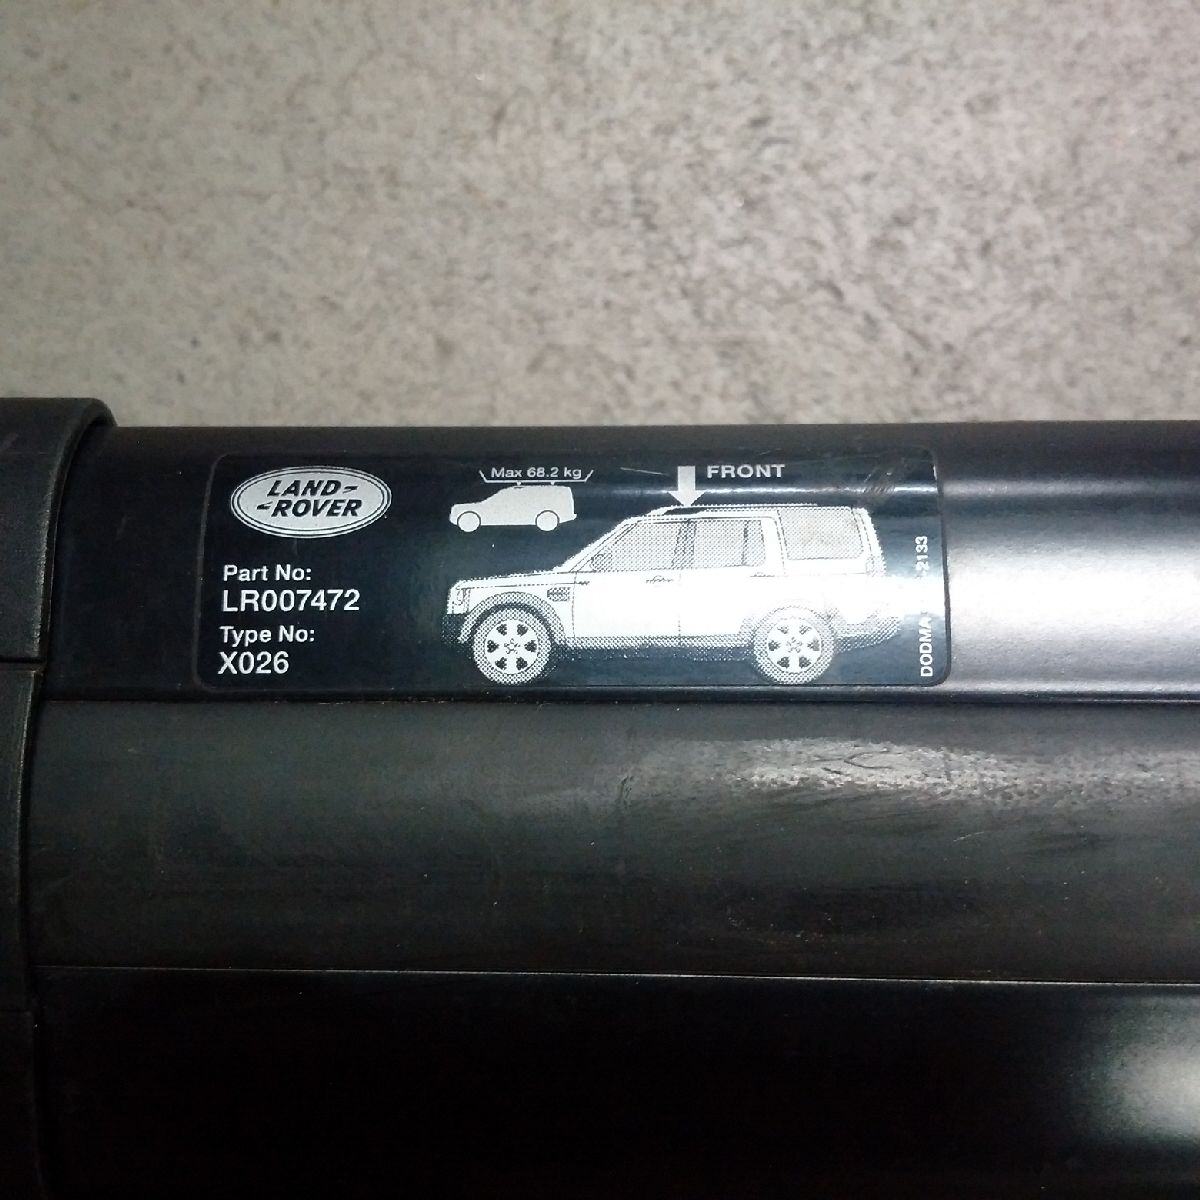 LAND-
-ROVER
Part No:
LR007472
Type No:
X026
Max 68.2 kg
FRONT
DODMA
-2133